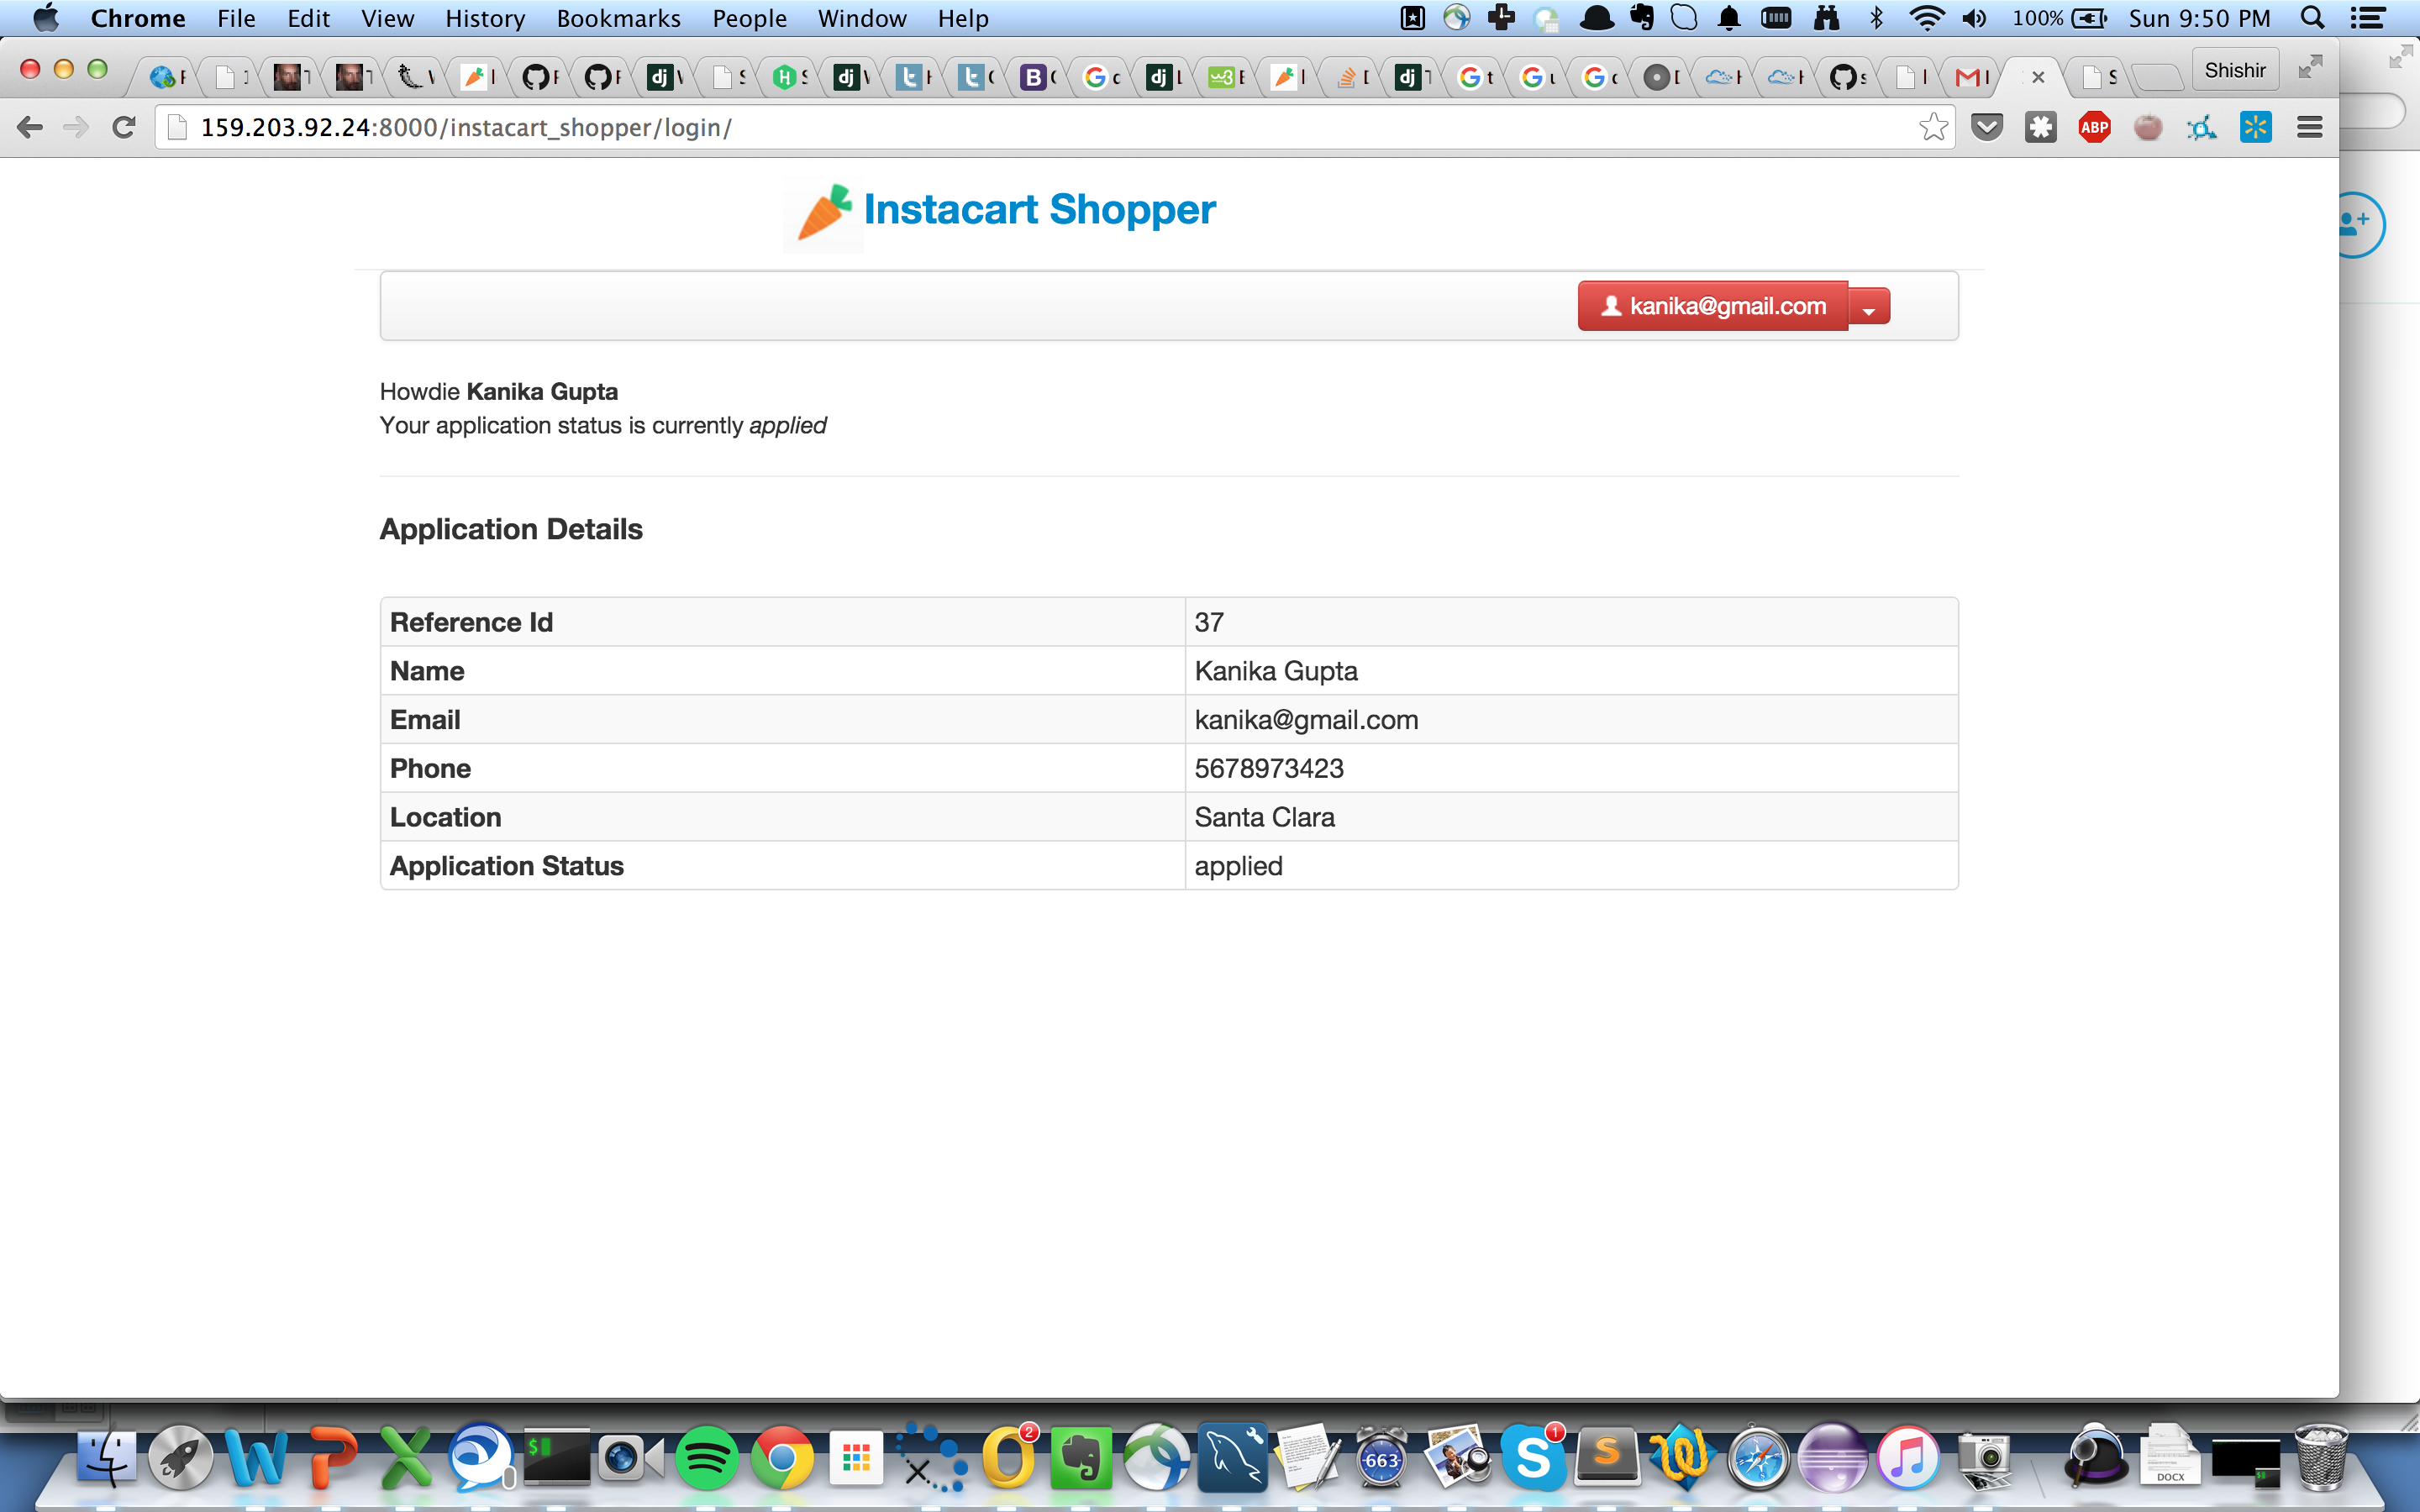 Chrome File Edit View History Bookmarks People Window Help 100% Sun 9:50 PM
Shishir
159.203.92.24:8000/instacart_shopper/login/
ABP
Instacart Shopper
kanika@gmail.com
Howdie Kanika Gupta
Your application status is currently applied
Application Details
Reference Id 37
Name Kanika Gupta
Email kanika@gmail.com
Phone 5678973423
Location Santa Clara
Application Status applied
2
1
-663
DOCX